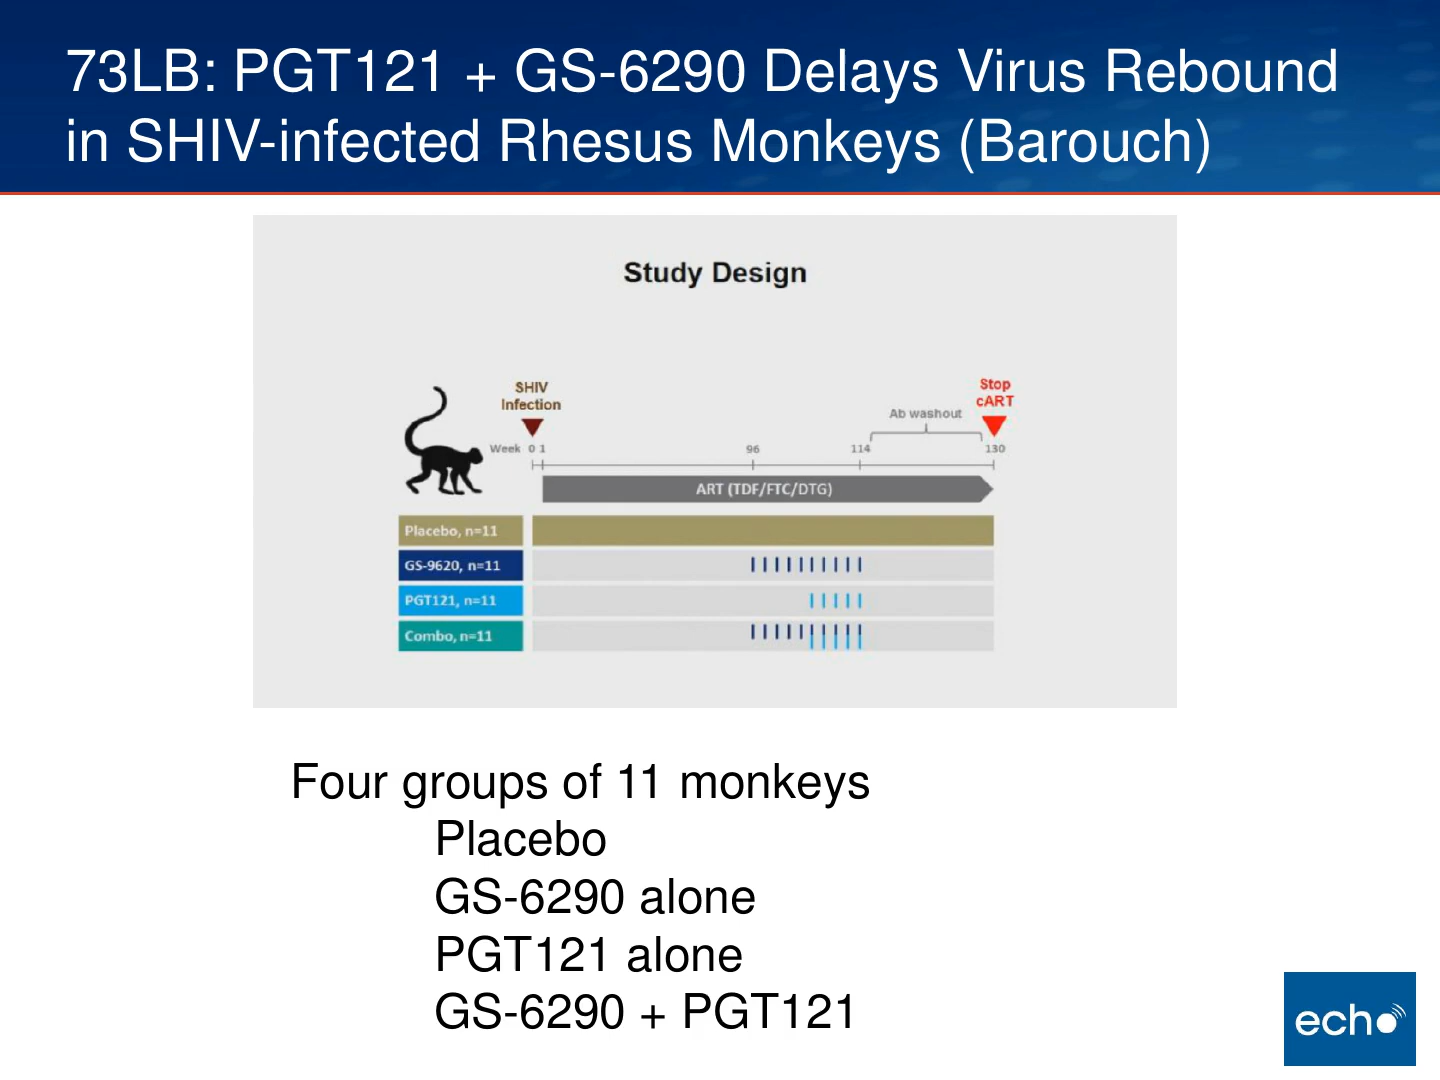 73LB: PGT121 + GS-6290 Delays Virus Rebound
in SHIV-infected Rhesus Monkeys (Barouch)
Study Design
SHIV
Infection
Stop
cART
Ab washout
Week 0 1 96 114 130
ART (TDF/FTC/DTG)
Placebo, n=11
GS-9620, n=11
PGT121, n=11
Combo, n=11
Four groups of 11 monkeys
Placebo
GS-6290 alone
PGT121 alone
GS-6290 + PGT121
echo